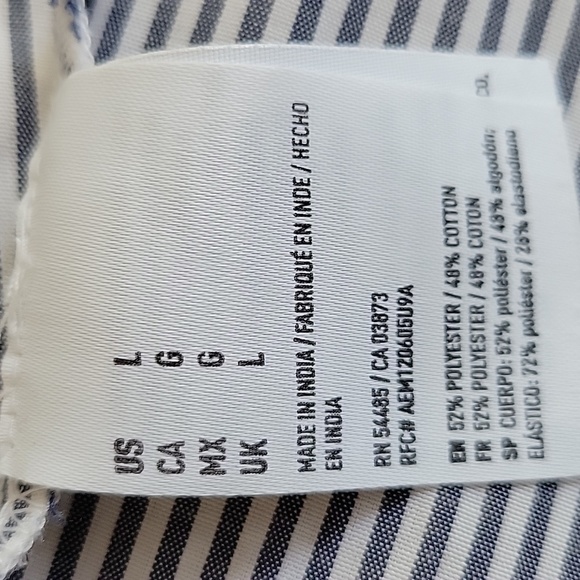 US L
CA G
MX G
UK L
MADE IN INDIA / FABRIQUÉ EN INDE / HECHO
EN INDIA
RN 54485 / CA 03873
RFC# AEM120605U9A
EN 52% POLYESTER / 48% COTTON
FR 52% POLYESTER / 48% COTON
SP CUERPO: 52% poliéster / 48% algodón;
ELÁSTICO: 72% poliéster / 28% elastodiano
CO.